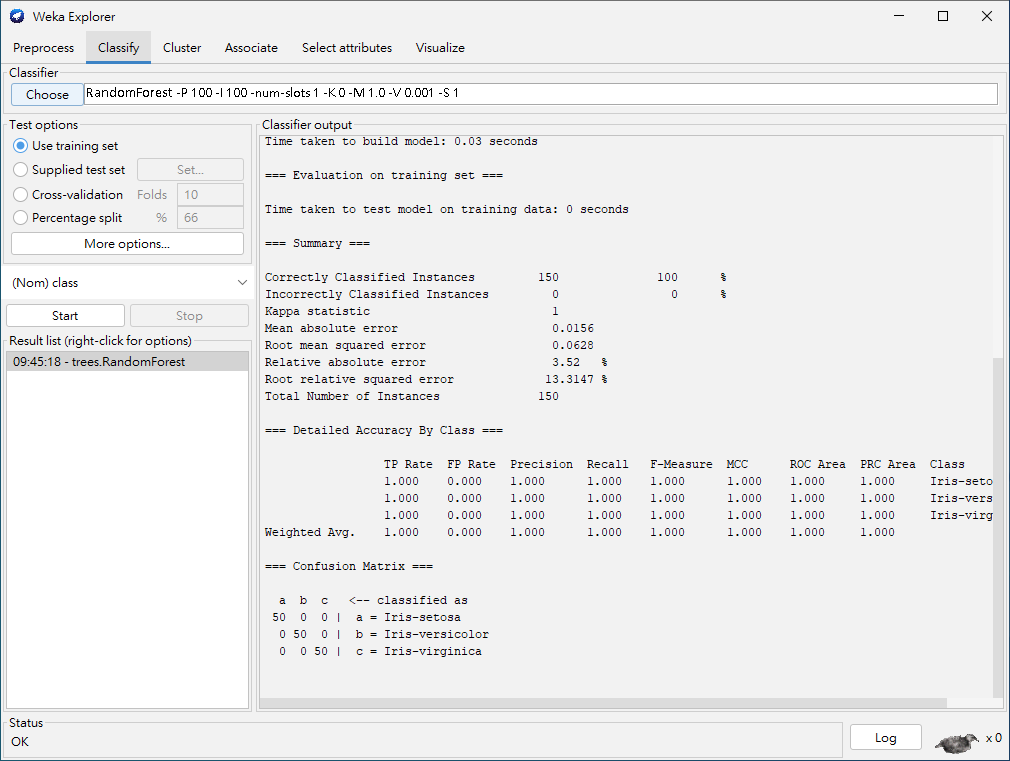 Weka Explorer
Preprocess Classify Cluster Associate Select attributes Visualize
Classifier
Choose RandomForest -P 100 -I 100 -num-slots 1 -K 0 -M 1.0 -V 0.001 -S 1
Test options
Use training set
Supplied test set Set...
Cross-validation Folds 10
Percentage split % 66
More options...
(Nom) class
Start Stop
Result list (right-click for options)
09:45:18 - trees.RandomForest
Classifier output
Time taken to build model: 0.03 seconds
=== Evaluation on training set ===
Time taken to test model on training data: 0 seconds
=== Summary ===
Correctly Classified Instances 150 100 %
Incorrectly Classified Instances 0 0 %
Kappa statistic 1
Mean absolute error 0.0156
Root mean squared error 0.0628
Relative absolute error 3.52 %
Root relative squared error 13.3147 %
Total Number of Instances 150
=== Detailed Accuracy By Class ===
TP Rate FP Rate Precision Recall F-Measure MCC ROC Area PRC Area Class
1.000 0.000 1.000 1.000 1.000 1.000 1.000 1.000 Iris-seto
1.000 0.000 1.000 1.000 1.000 1.000 1.000 1.000 Iris-vers
1.000 0.000 1.000 1.000 1.000 1.000 1.000 1.000 Iris-virg
Weighted Avg. 1.000 0.000 1.000 1.000 1.000 1.000 1.000 1.000
=== Confusion Matrix ===
a b c <-- classified as
50 0 0 | a = Iris-setosa
0 50 0 | b = Iris-versicolor
0 0 50 | c = Iris-virginica
Status
OK
Log x 0